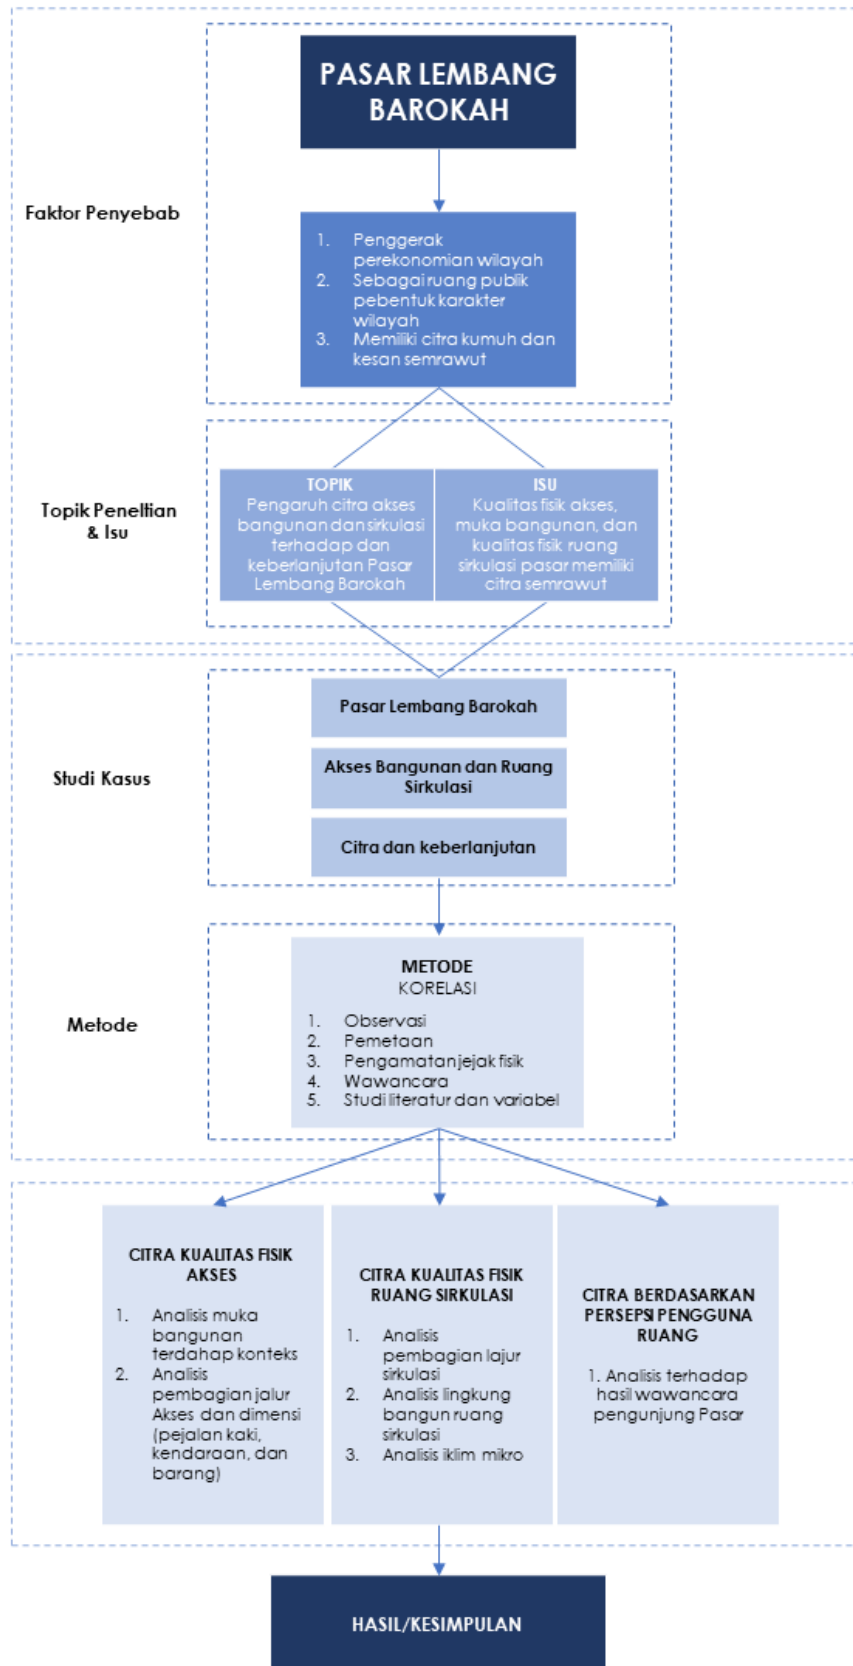 PASAR LEMBANG
BAROKAH
Faktor Penyebab
1. Penggerak
perekonomian wilayah
2. Sebagai ruang publik
pebentuk karakter
wilayah
3. Memiliki citra kumuh dan
kesan semrawut
Topik Peneltian
& Isu
TOPIK
Pengaruh citra akses
bangunan dan sirkulasi
terhadap dan
keberlanjutan Pasar
Lembang Barokah
ISU
Kualitas fisik akses,
muka bangunan, dan
kualitas fisik ruang
sirkulasi pasar memiliki
citra semrawut
Studi Kasus
Pasar Lembang Barokah
Akses Bangunan dan Ruang
Sirkulasi
Citra dan keberlanjutan
Metode
METODE
KORELASI
1. Observasi
2. Pemetaan
3. Pengamatan jejak fisik
4. Wawancara
5. Studi literatur dan variabel
CITRA KUALITAS FISIK
AKSES
1. Analisis muka
bangunan
terdahap konteks
2. Analisis
pembagian jalur
Akses dan dimensi
(pejalan kaki,
kendaraan, dan
barang)
CITRA KUALITAS FISIK
RUANG SIRKULASI
1. Analisis
pembagian lajur
sirkulasi
2. Analisis lingkung
bangun ruang
sirkulasi
3. Analisis iklim mikro
CITRA BERDASARKAN
PERSEPSI PENGGUNA
RUANG
1. Analisis terhadap
hasil wawancara
pengunjung Pasar
HASIL/KESIMPULAN